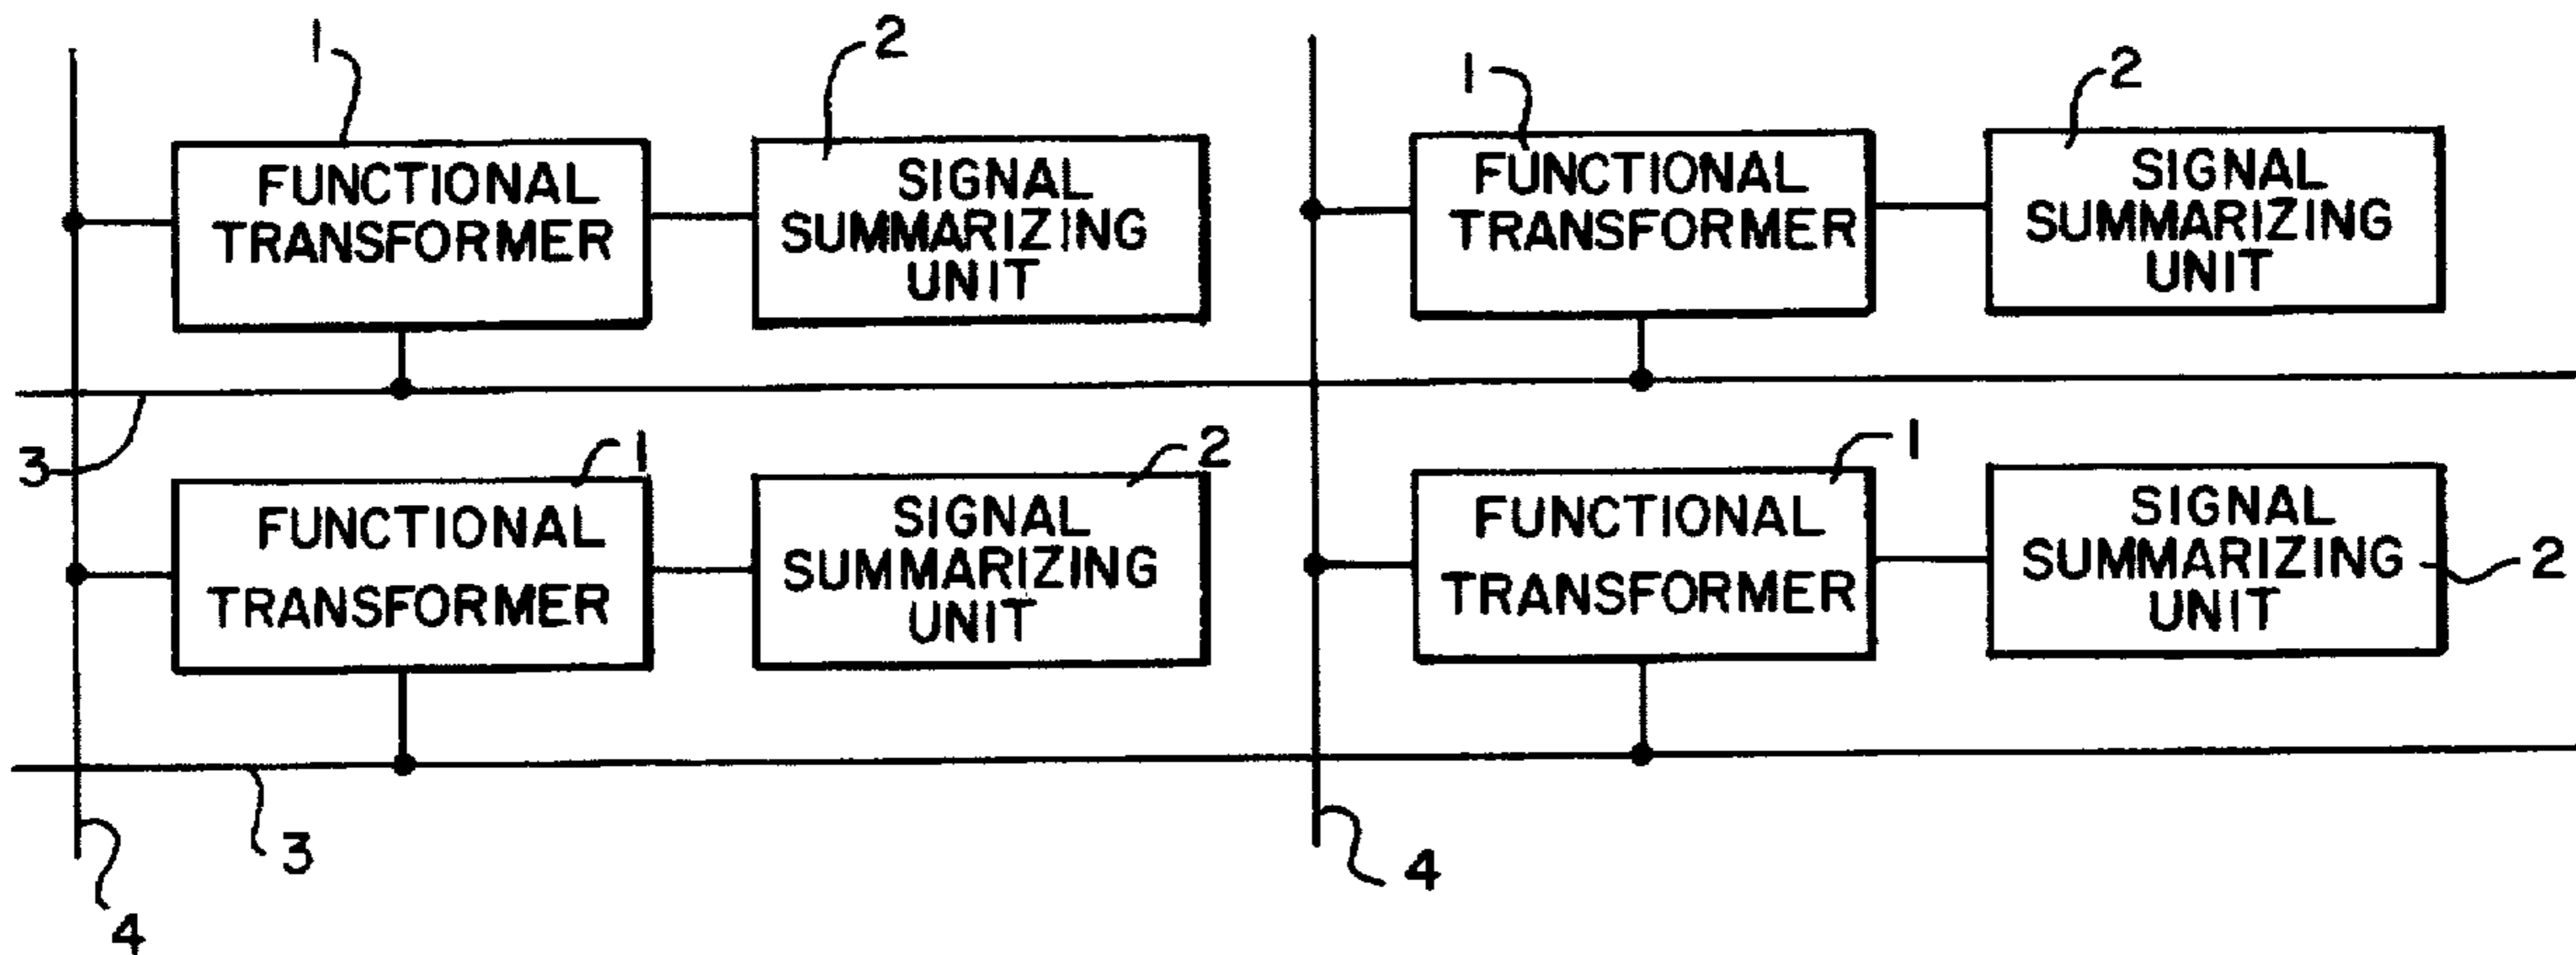 1
2
1
2
FUNCTIONAL
TRANSFORMER
SIGNAL
SUMMARIZING
UNIT
FUNCTIONAL
TRANSFORMER
SIGNAL
SUMMARIZING
UNIT
3
1
2
1
FUNCTIONAL
TRANSFORMER
SIGNAL
SUMMARIZING
UNIT
FUNCTIONAL
TRANSFORMER
SIGNAL
SUMMARIZING
UNIT
2
3
4
4